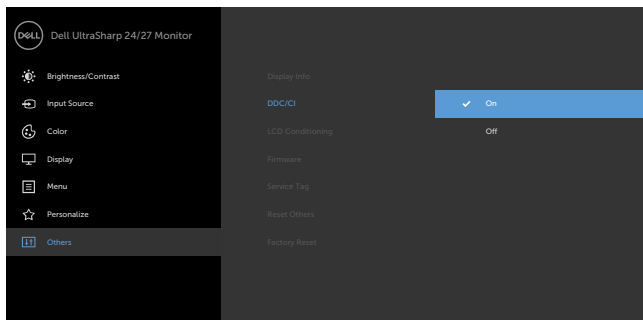 DELL
Dell UltraSharp 24/27 Monitor
Brightness/Contrast
Display Info
Input Source
DDC/CI
On
Color
LCD Conditioning
Off
Display
Firmware
Menu
Service Tag
Personalize
Reset Others
Others
Factory Reset